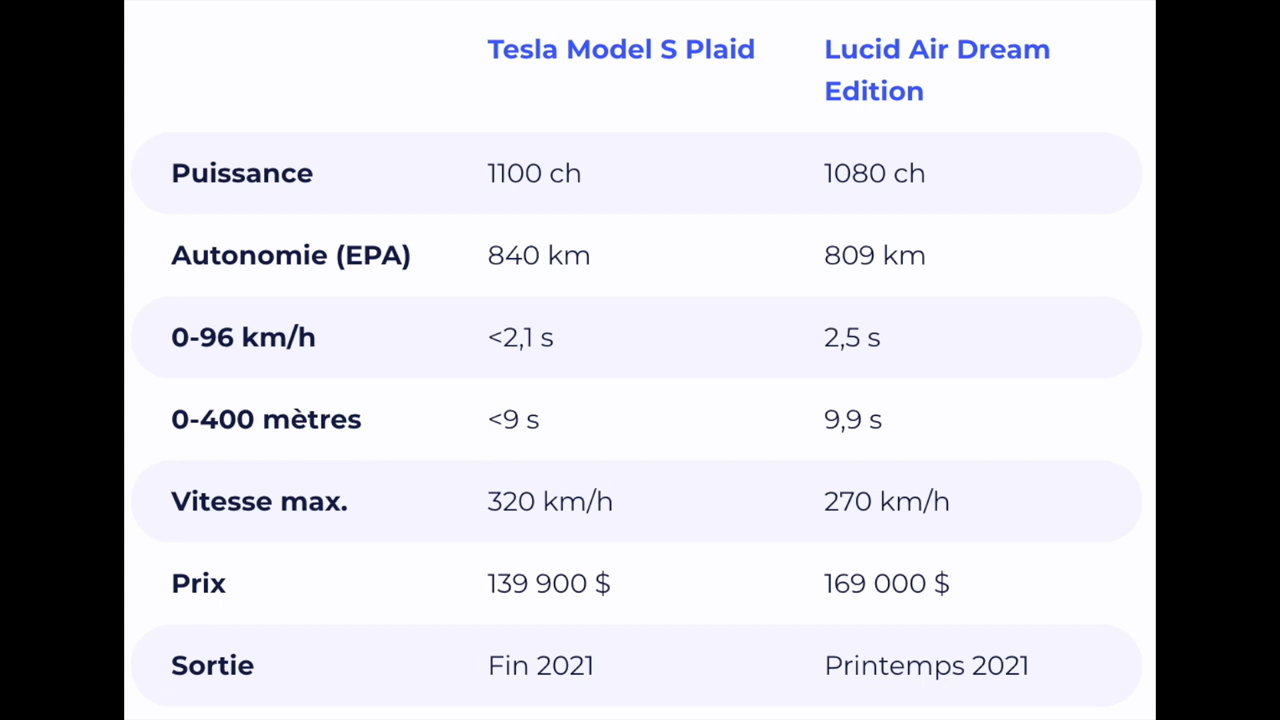 Tesla Model S Plaid Lucid Air Dream
Edition
Puissance 1100 ch 1080 ch
Autonomie (EPA) 840 km 809 km
0-96 km/h <2,1 s 2,5 s
0-400 mètres <9 s 9,9 s
Vitesse max. 320 km/h 270 km/h
Prix 139 900 $ 169 000 $
Sortie Fin 2021 Printemps 2021